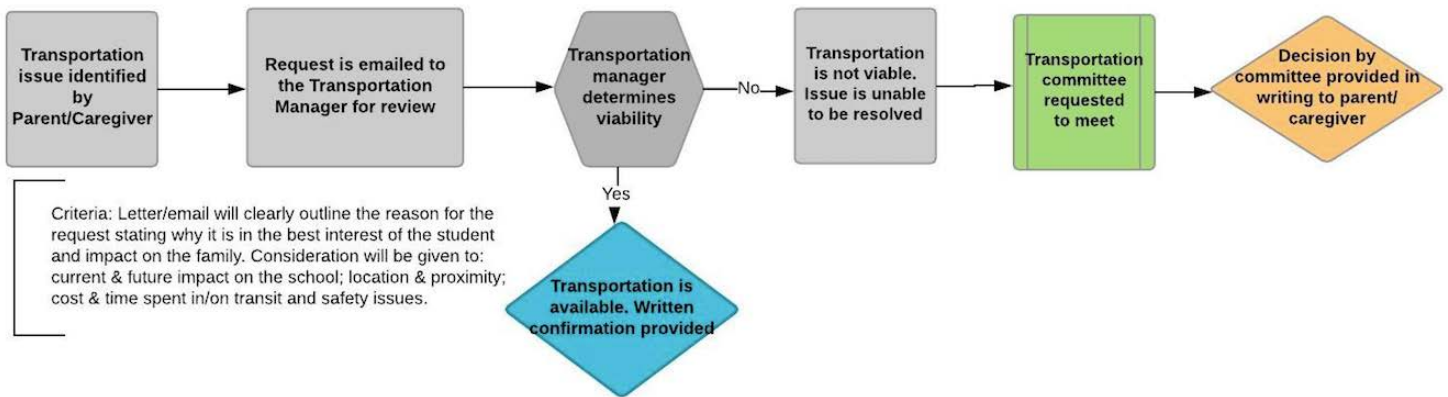 Transportation
issue identified
by
Parent/Caregiver
Request is emailed to
the Transportation
Manager for review
Transportation
manager
determines
viability
No
Transportation
is not viable.
Issue is unable
to be resolved
Transportation
committee
requested
to meet
Decision by
committee provided in
writing to parent/
caregiver
Yes
Transportation is
available. Written
confirmation provided
Criteria: Letter/email will clearly outline the reason for the
request stating why it is in the best interest of the student
and impact on the family. Consideration will be given to:
current & future impact on the school; location & proximity;
cost & time spent in/on transit and safety issues.